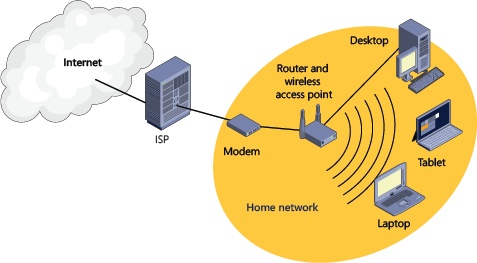 Internet
ISP
Modem
Router and
wireless
access point
Desktop
Tablet
Laptop
Home network